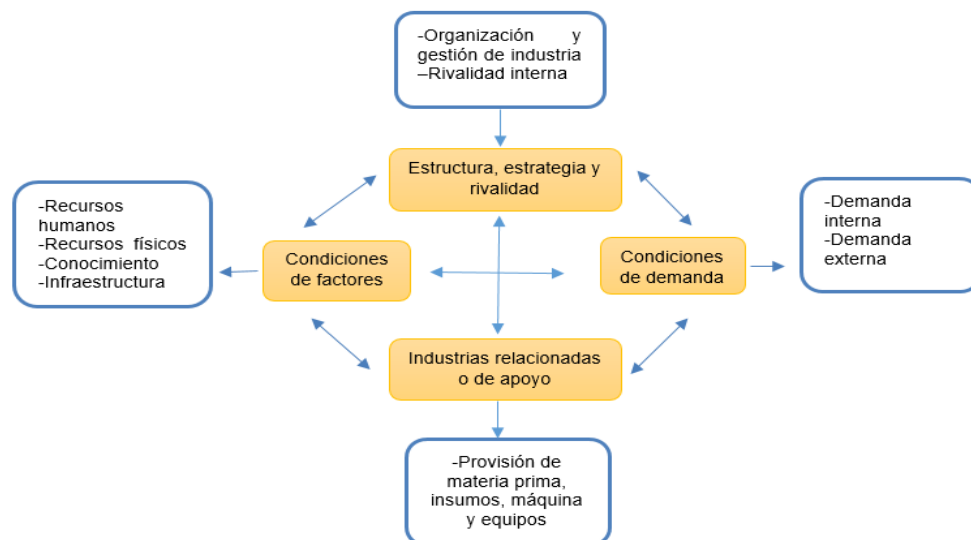 -Organización y
gestión de industria
–Rivalidad interna
Estructura, estrategia y
rivalidad
-Recursos
humanos
-Recursos físicos
-Conocimiento
-Infraestructura
Condiciones
de factores
Condiciones
de demanda
-Demanda
interna
-Demanda
externa
Industrias relacionadas
o de apoyo
-Provisión de
materia prima,
insumos, máquina
y equipos